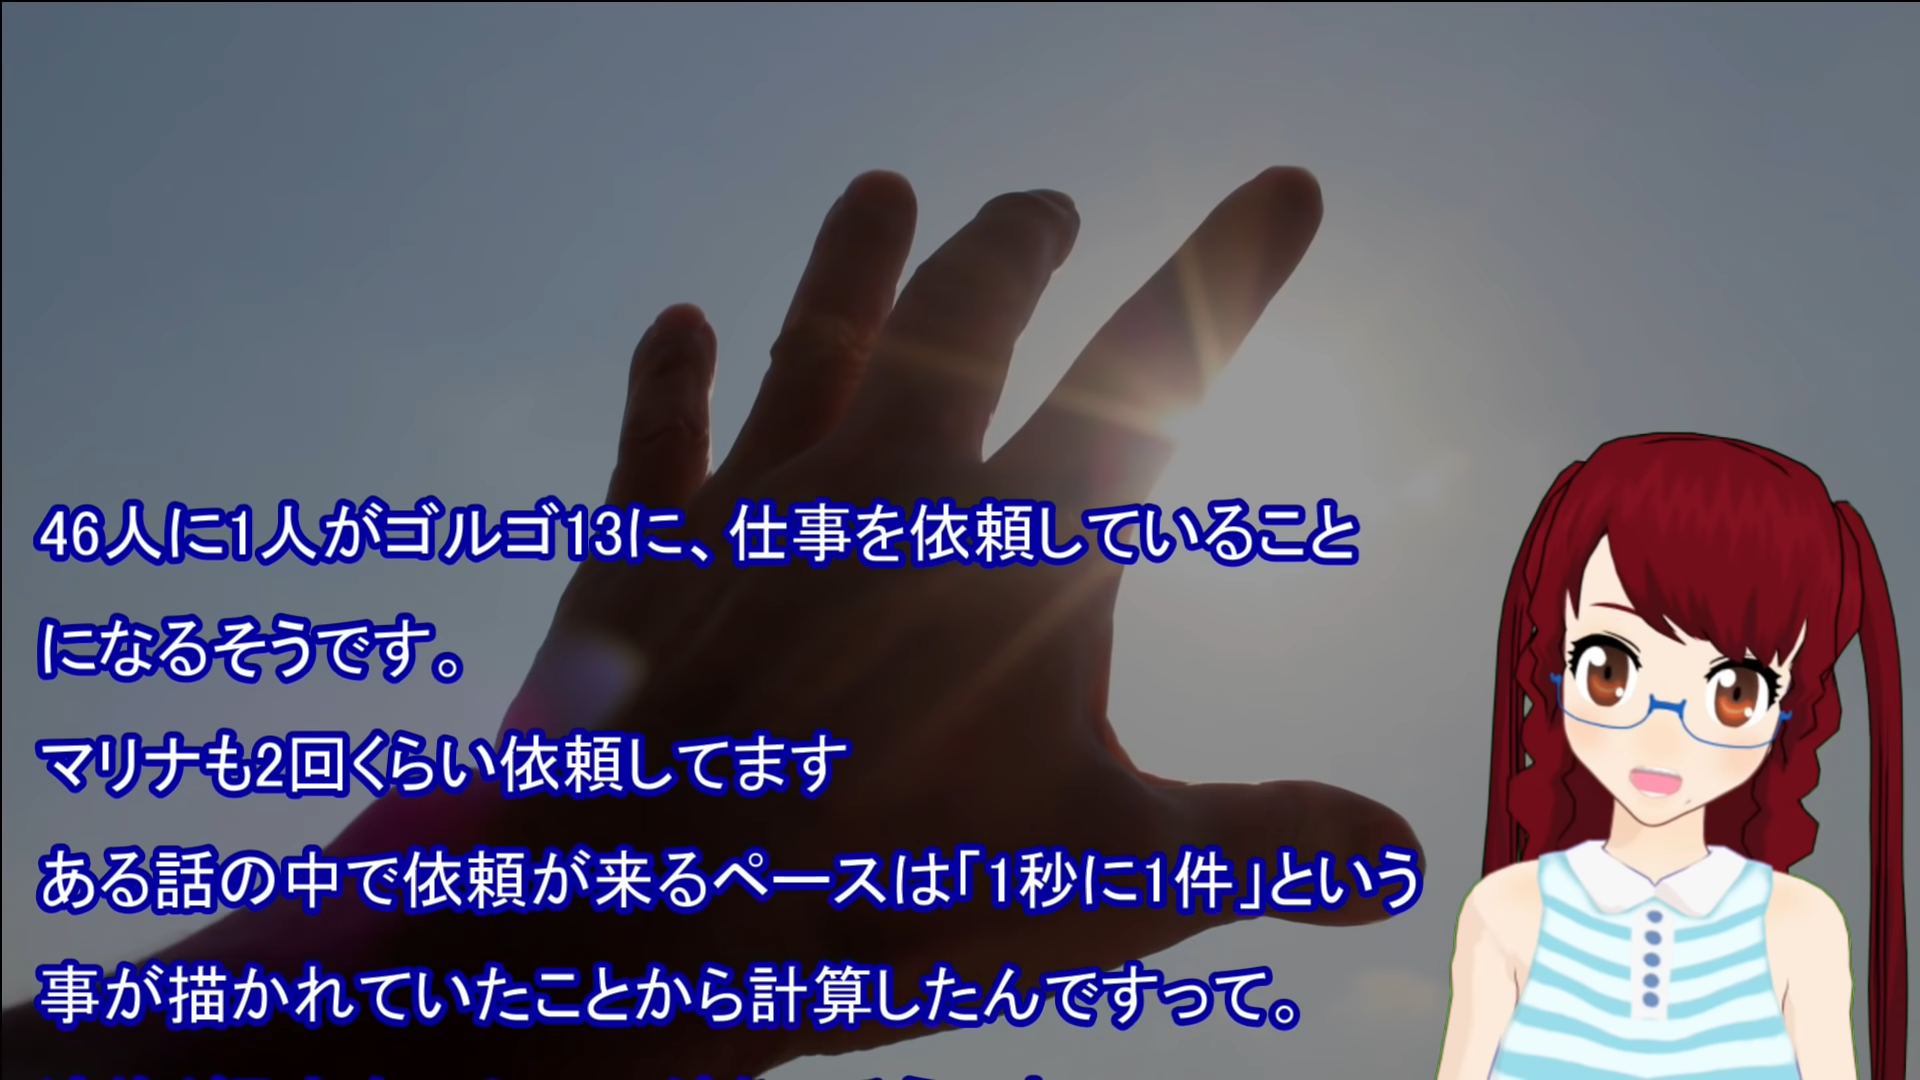 46人に1人がゴルゴ13に、仕事を依頼していること
になるそうです。
マリナも2回くらい依頼してます
ある話の中で依頼が来るペースは「1秒に1件」という
事が描かれていたことから計算したんですって。